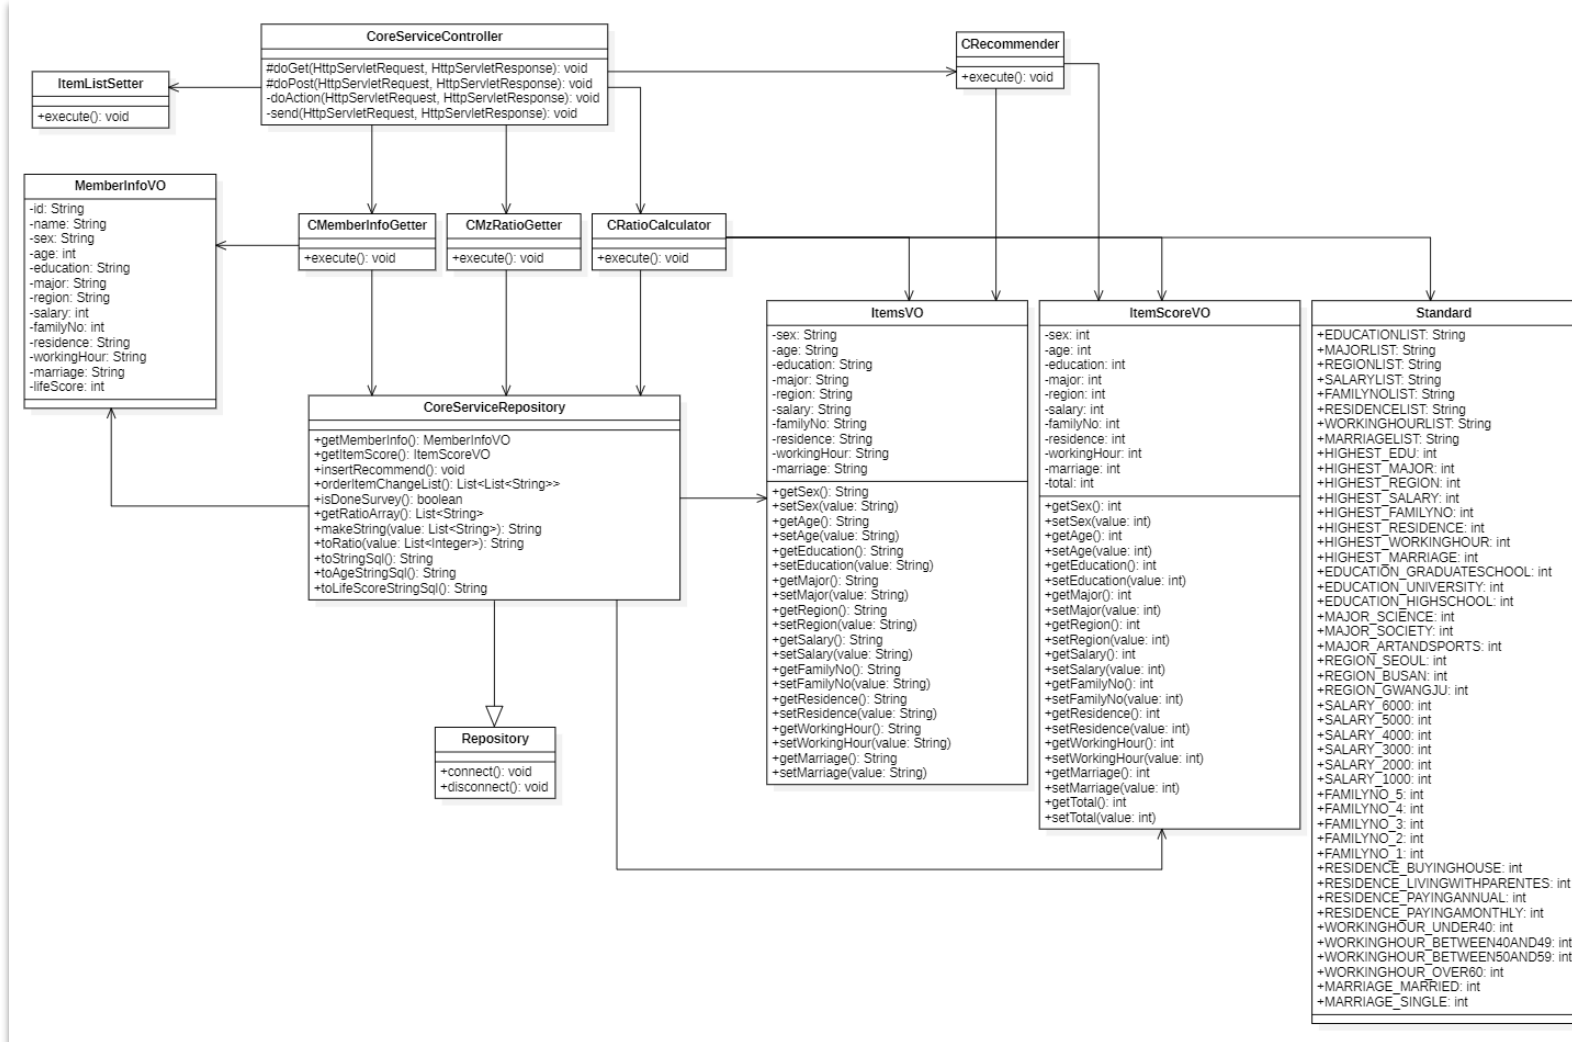 CoreServiceController
#doGet(HttpServletRequest, HttpServletResponse): void
#doPost(HttpServletRequest, HttpServletResponse): void
-doAction(HttpServletRequest, HttpServletResponse): void
-send(HttpServletRequest, HttpServletResponse): void
CRecommender
+execute(): void
ItemListSetter
+execute(): void
MemberInfoVO
-id: String
-name: String
-sex: String
-age: int
-education: String
-major: String
-region: String
-salary: int
-familyNo: int
-residence: String
-workingHour: String
-marriage: String
-lifeScore: int
CMemberInfoGetter
+execute(): void
CMzRatioGetter
+execute(): void
CRatioCalculator
+execute(): void
CoreServiceRepository
+getMemberInfo(): MemberInfoVO
+getItemScore(): ItemScoreVO
+insertRecommend(): void
+orderItemChangeList(): List<List<String>>
+isDoneSurvey(): boolean
+getRatioArray(): List<String>
+makeString(value: List<String>): String
+toRatio(value: List<Integer>): String
+toStringSql(): String
+toAgeStringSql(): String
+toLifeScoreStringSql(): String
Repository
+connect(): void
+disconnect(): void
ItemsVO
-sex: String
-age: String
-education: String
-major: String
-region: String
-salary: String
-familyNo: String
-residence: String
-workingHour: String
-marriage: String
+getSex(): String
+setSex(value: String)
+getAge(): String
+setAge(value: String)
+getEducation(): String
+setEducation(value: String)
+getMajor(): String
+setMajor(value: String)
+getRegion(): String
+setRegion(value: String)
+getSalary(): String
+setSalary(value: String)
+getFamilyNo(): String
+setFamilyNo(value: String)
+getResidence(): String
+setResidence(value: String)
+getWorkingHour(): String
+setWorkingHour(value: String)
+getMarriage(): String
+setMarriage(value: String)
ItemScoreVO
-sex: int
-age: int
-education: int
-major: int
-region: int
-salary: int
-familyNo: int
-residence: int
-workingHour: int
-marriage: int
-total: int
+getSex(): int
+setSex(value: int)
+getAge(): int
+setAge(value: int)
+getEducation(): int
+setEducation(value: int)
+getMajor(): int
+setMajor(value: int)
+getRegion(): int
+setRegion(value: int)
+getSalary(): int
+setSalary(value: int)
+getFamilyNo(): int
+setFamilyNo(value: int)
+getResidence(): int
+setResidence(value: int)
+getWorkingHour(): int
+setWorkingHour(value: int)
+getMarriage(): int
+setMarriage(value: int)
+getTotal(): int
+setTotal(value: int)
Standard
+EDUCATIONLIST: String
+MAJORLIST: String
+REGIONLIST: String
+SALARYLIST: String
+FAMILYNOLIST: String
+RESIDENCELIST: String
+WORKINGHOURLIST: String
+MARRIAGELIST: String
+HIGHEST_EDU: int
+HIGHEST_MAJOR: int
+HIGHEST_REGION: int
+HIGHEST_SALARY: int
+HIGHEST_FAMILYNO: int
+HIGHEST_RESIDENCE: int
+HIGHEST_WORKINGHOUR: int
+HIGHEST_MARRIAGE: int
+EDUCATION_GRADUATESCHOOL: int
+EDUCATION_UNIVERSITY: int
+EDUCATION_HIGHSCHOOL: int
+MAJOR_SCIENCE: int
+MAJOR_SOCIETY: int
+MAJOR_ARTANDSPORTS: int
+REGION_SEOUL: int
+REGION_BUSAN: int
+REGION_GWANGJU: int
+SALARY_6000: int
+SALARY_5000: int
+SALARY_4000: int
+SALARY_3000: int
+SALARY_2000: int
+SALARY_1000: int
+FAMILYNO_5: int
+FAMILYNO_4: int
+FAMILYNO_3: int
+FAMILYNO_2: int
+FAMILYNO_1: int
+RESIDENCE_BUYINGHOUSE: int
+RESIDENCE_LIVINGWITHPARENTES: int
+RESIDENCE_PAYINGANNUAL: int
+RESIDENCE_PAYINGAMONTHLY: int
+WORKINGHOUR_UNDER40: int
+WORKINGHOUR_BETWEEN40AND49: int
+WORKINGHOUR_BETWEEN50AND59: int
+WORKINGHOUR_OVER60: int
+MARRIAGE_MARRIED: int
+MARRIAGE_SINGLE: int